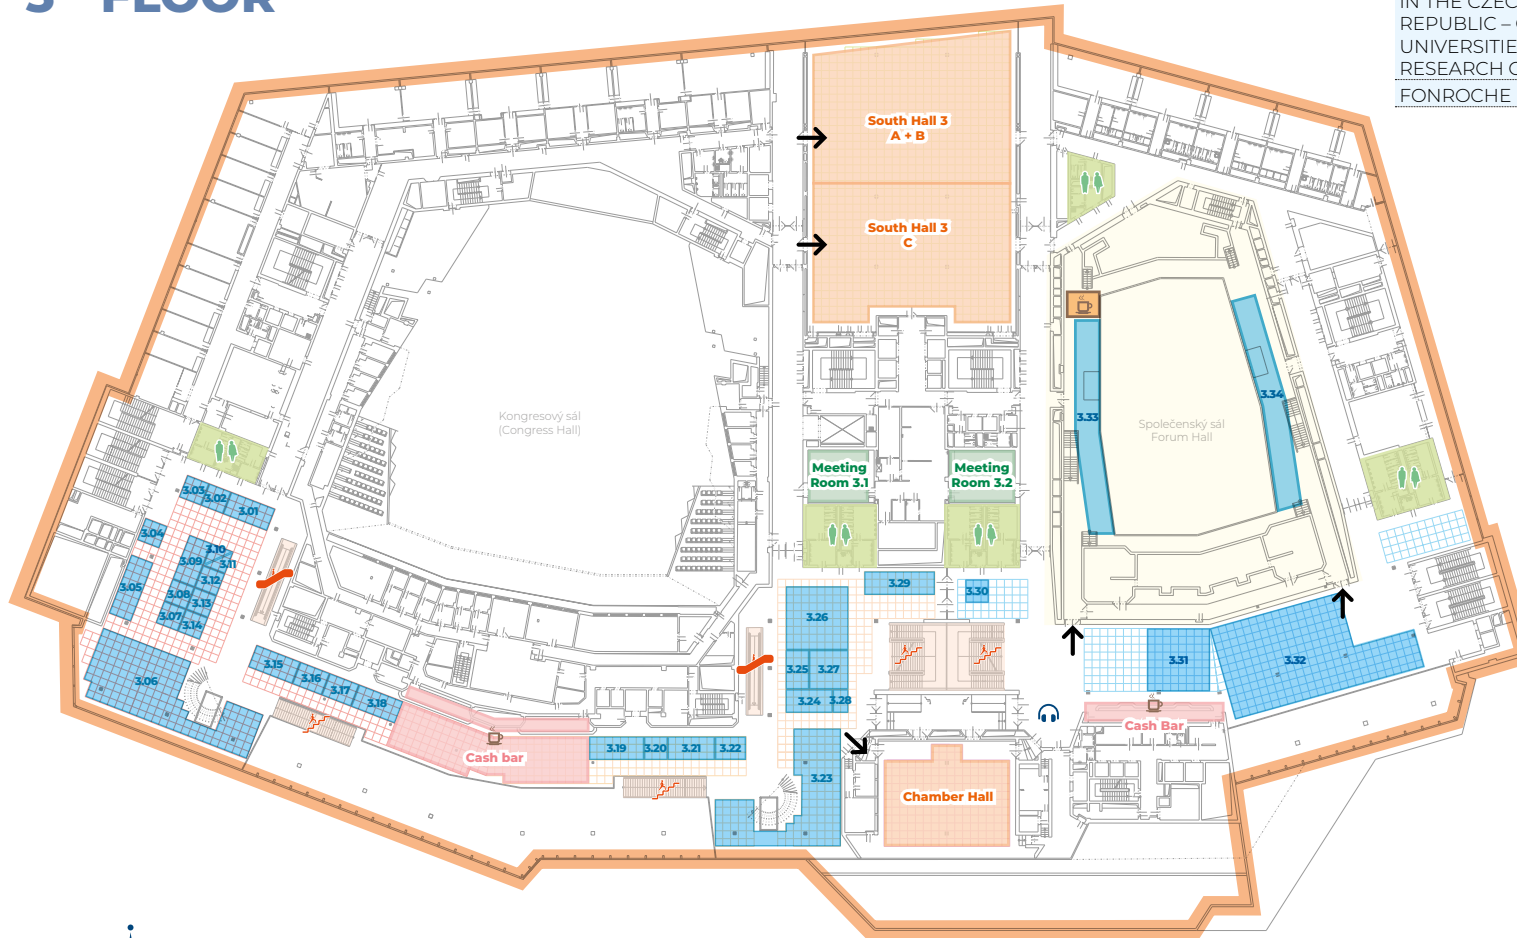 3 FLOOR
IN THE CZEC
REPUBLIC –
UNIVERSITIE
RESEARCH
FONROCHE
South Hall 3
A + B
South Hall 3
C
Kongresový sál
(Congress Hall)
Společenský sál
Forum Hall
3.33
3.34
Meeting
Room 3.1
Meeting
Room 3.2
3.03
3.02
3.01
3.04
3.10
3.09
3.11
3.05
3.12
3.08
3.13
3.07
3.14
3.06
3.15
3.16
3.17
3.18
3.29
3.30
3.26
3.25
3.27
3.24
3.28
3.31
3.32
Cash bar
3.19
3.20
3.21
3.22
3.23
Cash Bar
Chamber Hall